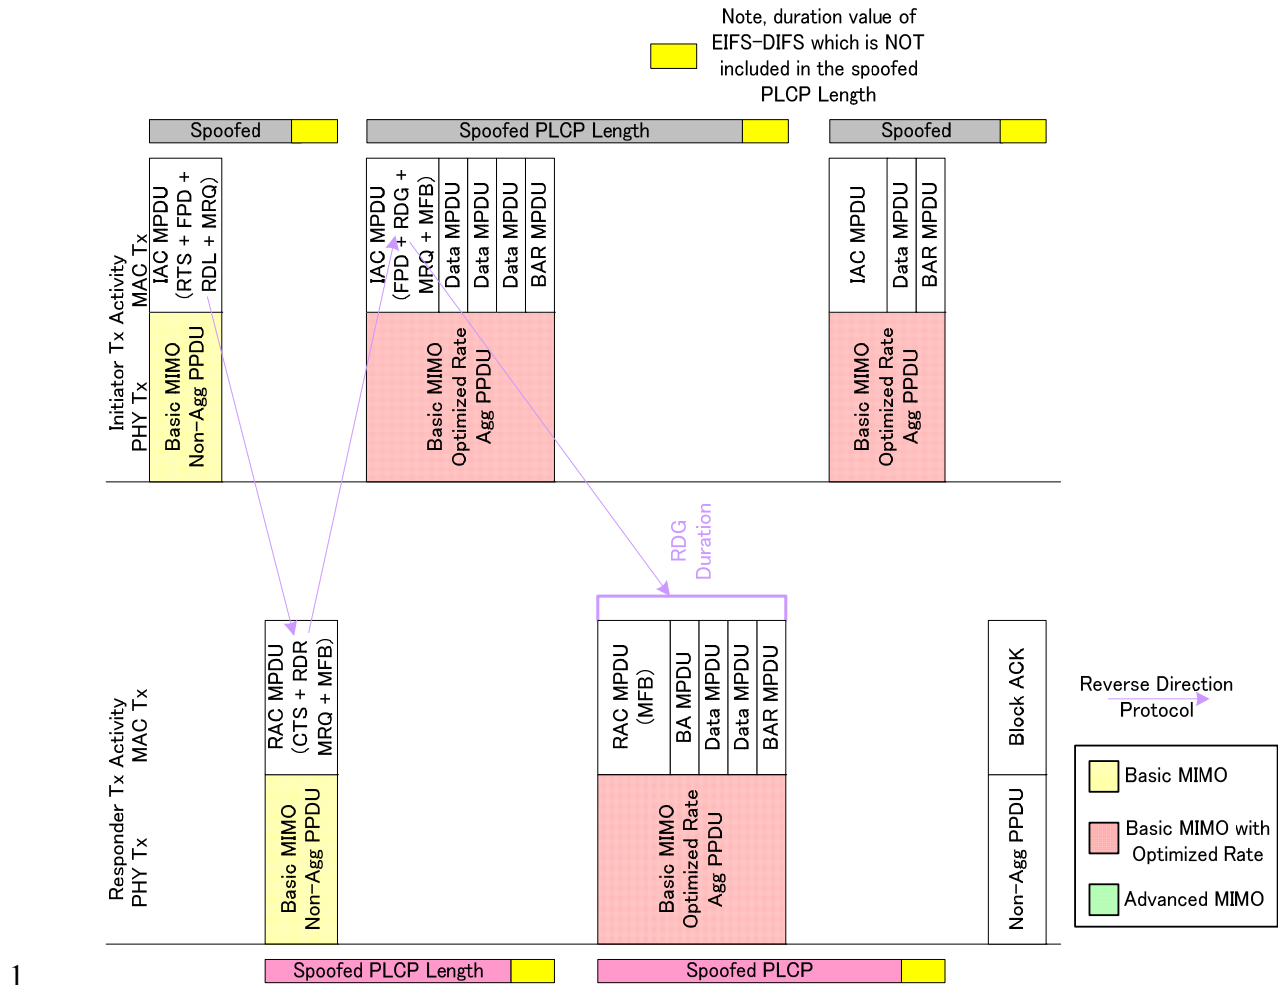 Note, duration value of
EIFS-DIFS which is NOT
included in the spoofed
PLCP Length
Spoofed
Spoofed PLCP Length
Spoofed
Initiator Tx Activity
MAC Tx
PHY Tx
IAC MPDU
(RTS + FPD +
RDL + MRQ)
IAC MPDU
(FPD + RDG +
MRQ + MFB)
Data MPDU
Data MPDU
Data MPDU
BAR MPDU
IAC MPDU
Data MPDU
BAR MPDU
Basic MIMO
Non-Agg PPDU
Basic MIMO
Optimized Rate
Agg PPDU
Basic MIMO
Optimized Rate
Agg PPDU
RDG
Duration
Responder Tx Activity
MAC Tx
PHY Tx
RAC MPDU
(CTS + RDR
MRQ + MFB)
RAC MPDU
(MFB)
BA MPDU
Data MPDU
Data MPDU
BAR MPDU
Block ACK
Basic MIMO
Non-Agg PPDU
Basic MIMO
Optimized Rate
Agg PPDU
Non-Agg PPDU
Reverse Direction
Protocol
Basic MIMO
Basic MIMO with
Optimized Rate
Advanced MIMO
Spoofed PLCP Length
Spoofed PLCP
1